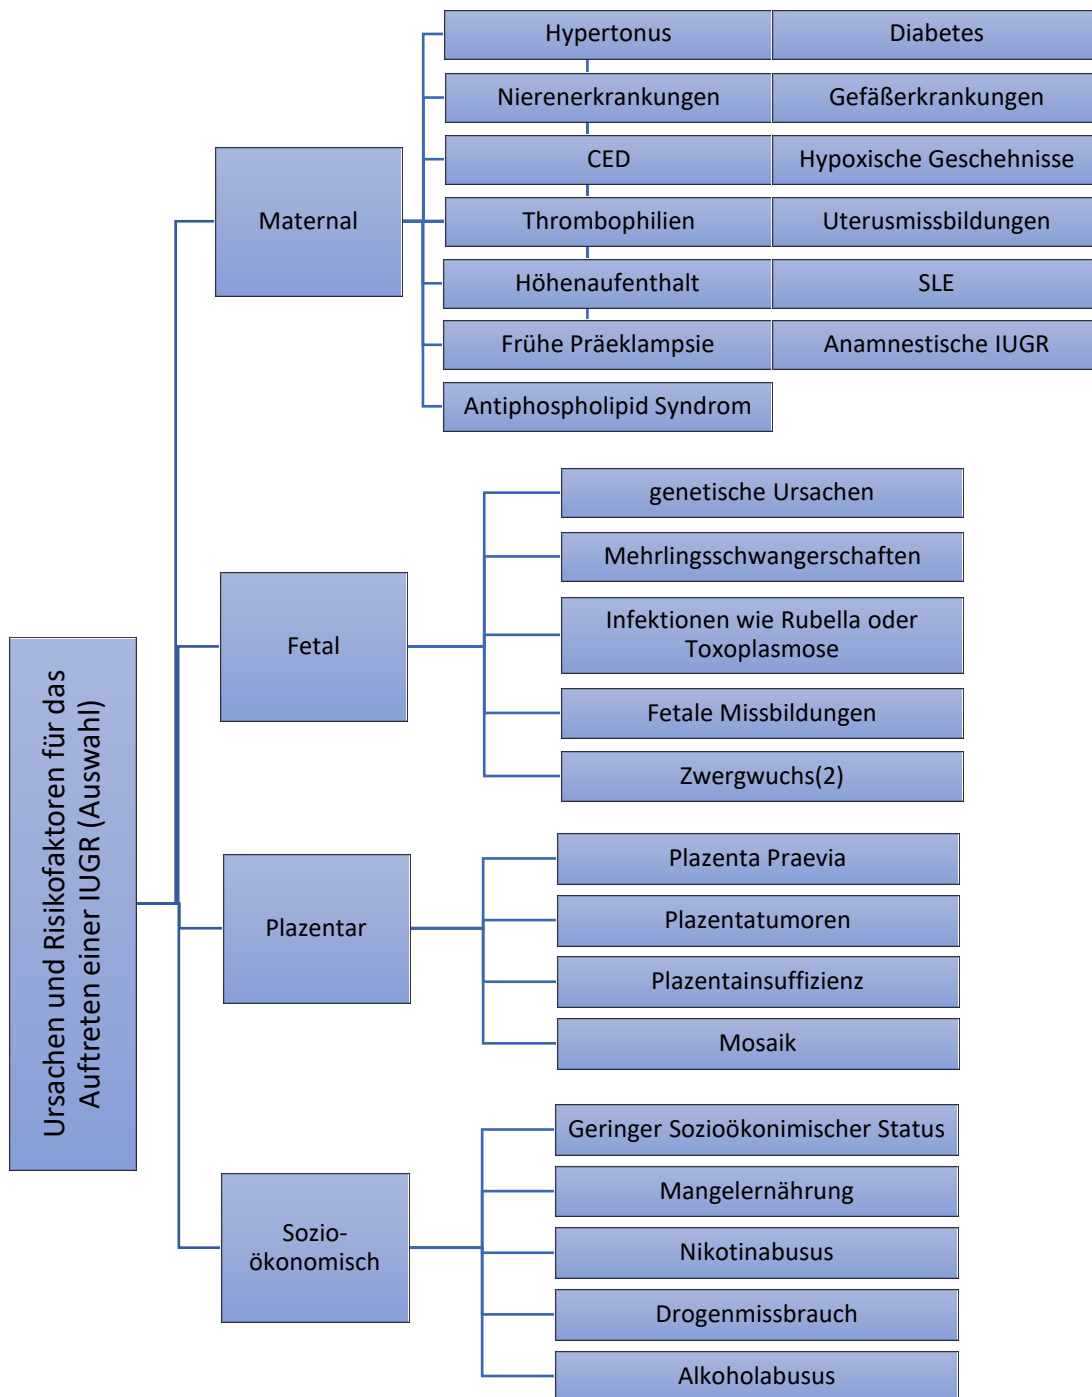 Ursachen und Risikofaktoren für das
Auftreten einer IUGR (Auswahl)
Maternal
Hypertonus
Diabetes
Nierenerkrankungen
Gefäßerkrankungen
CED
Hypoxische Geschehnisse
Thrombophilien
Uterusmissbildungen
Höhenaufenthalt
SLE
Frühe Präeklampsie
Anamnestische IUGR
Antiphospholipid Syndrom
Fetal
genetische Ursachen
Mehrlingsschwangerschaften
Infektionen wie Rubella oder
Toxoplasmose
Fetale Missbildungen
Zwergwuchs(2)
Plazentar
Plazenta Praevia
Plazentatumoren
Plazentainsuffizienz
Mosaik
Sozio-
ökonomisch
Geringer Sozioökonimischer Status
Mangelernährung
Nikotinabusus
Drogenmissbrauch
Alkoholabusus